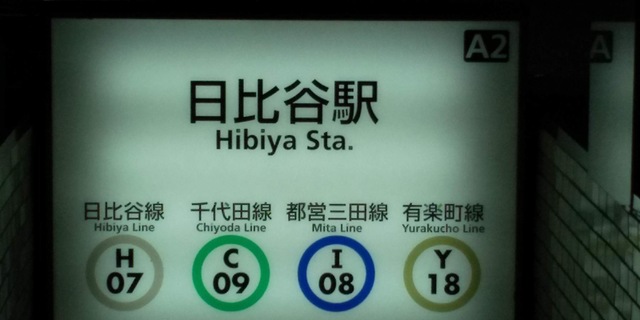 A2
A
日比谷駅
Hibiya Sta.
日比谷線 千代田線 都営三田線 有楽町線
Hibiya Line Chiyoda Line Mita Line Yurakucho Line
H C I Y
07 09 08 18